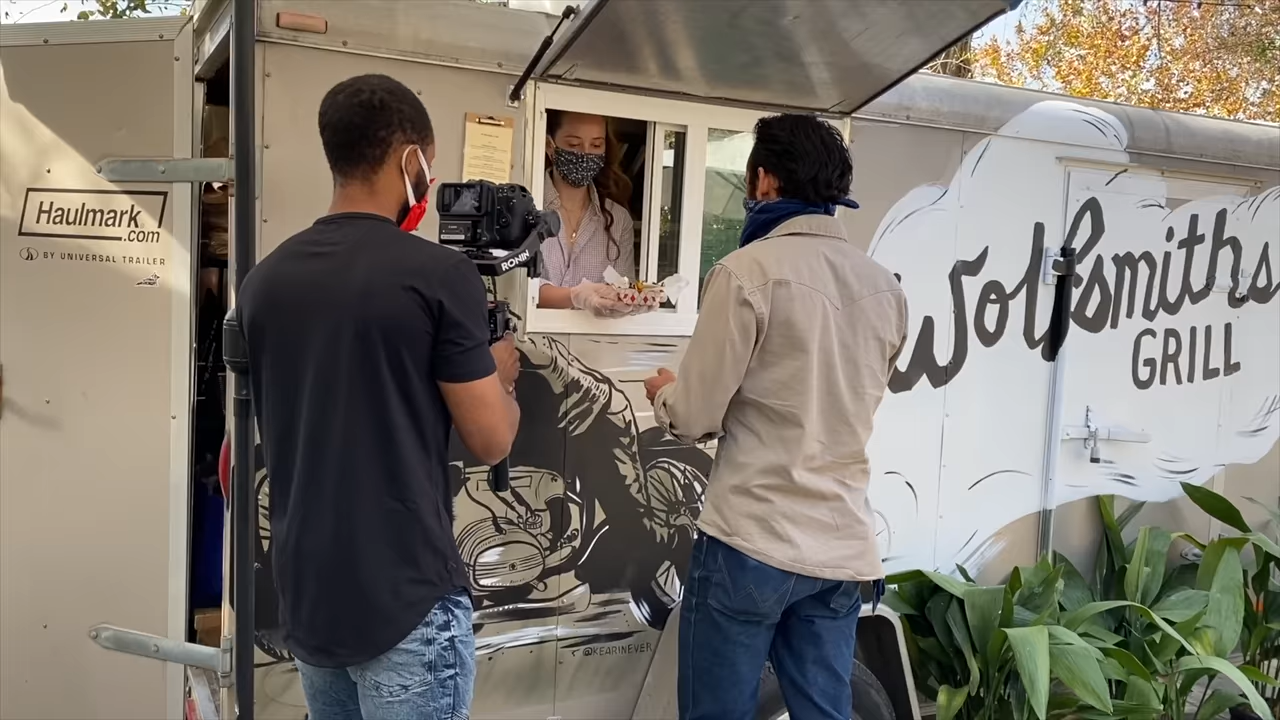 Haulmark
.com
BY UNIVERSAL TRAILER
RONIN
Wolfsmiths
GRILL
@KEARINEVER